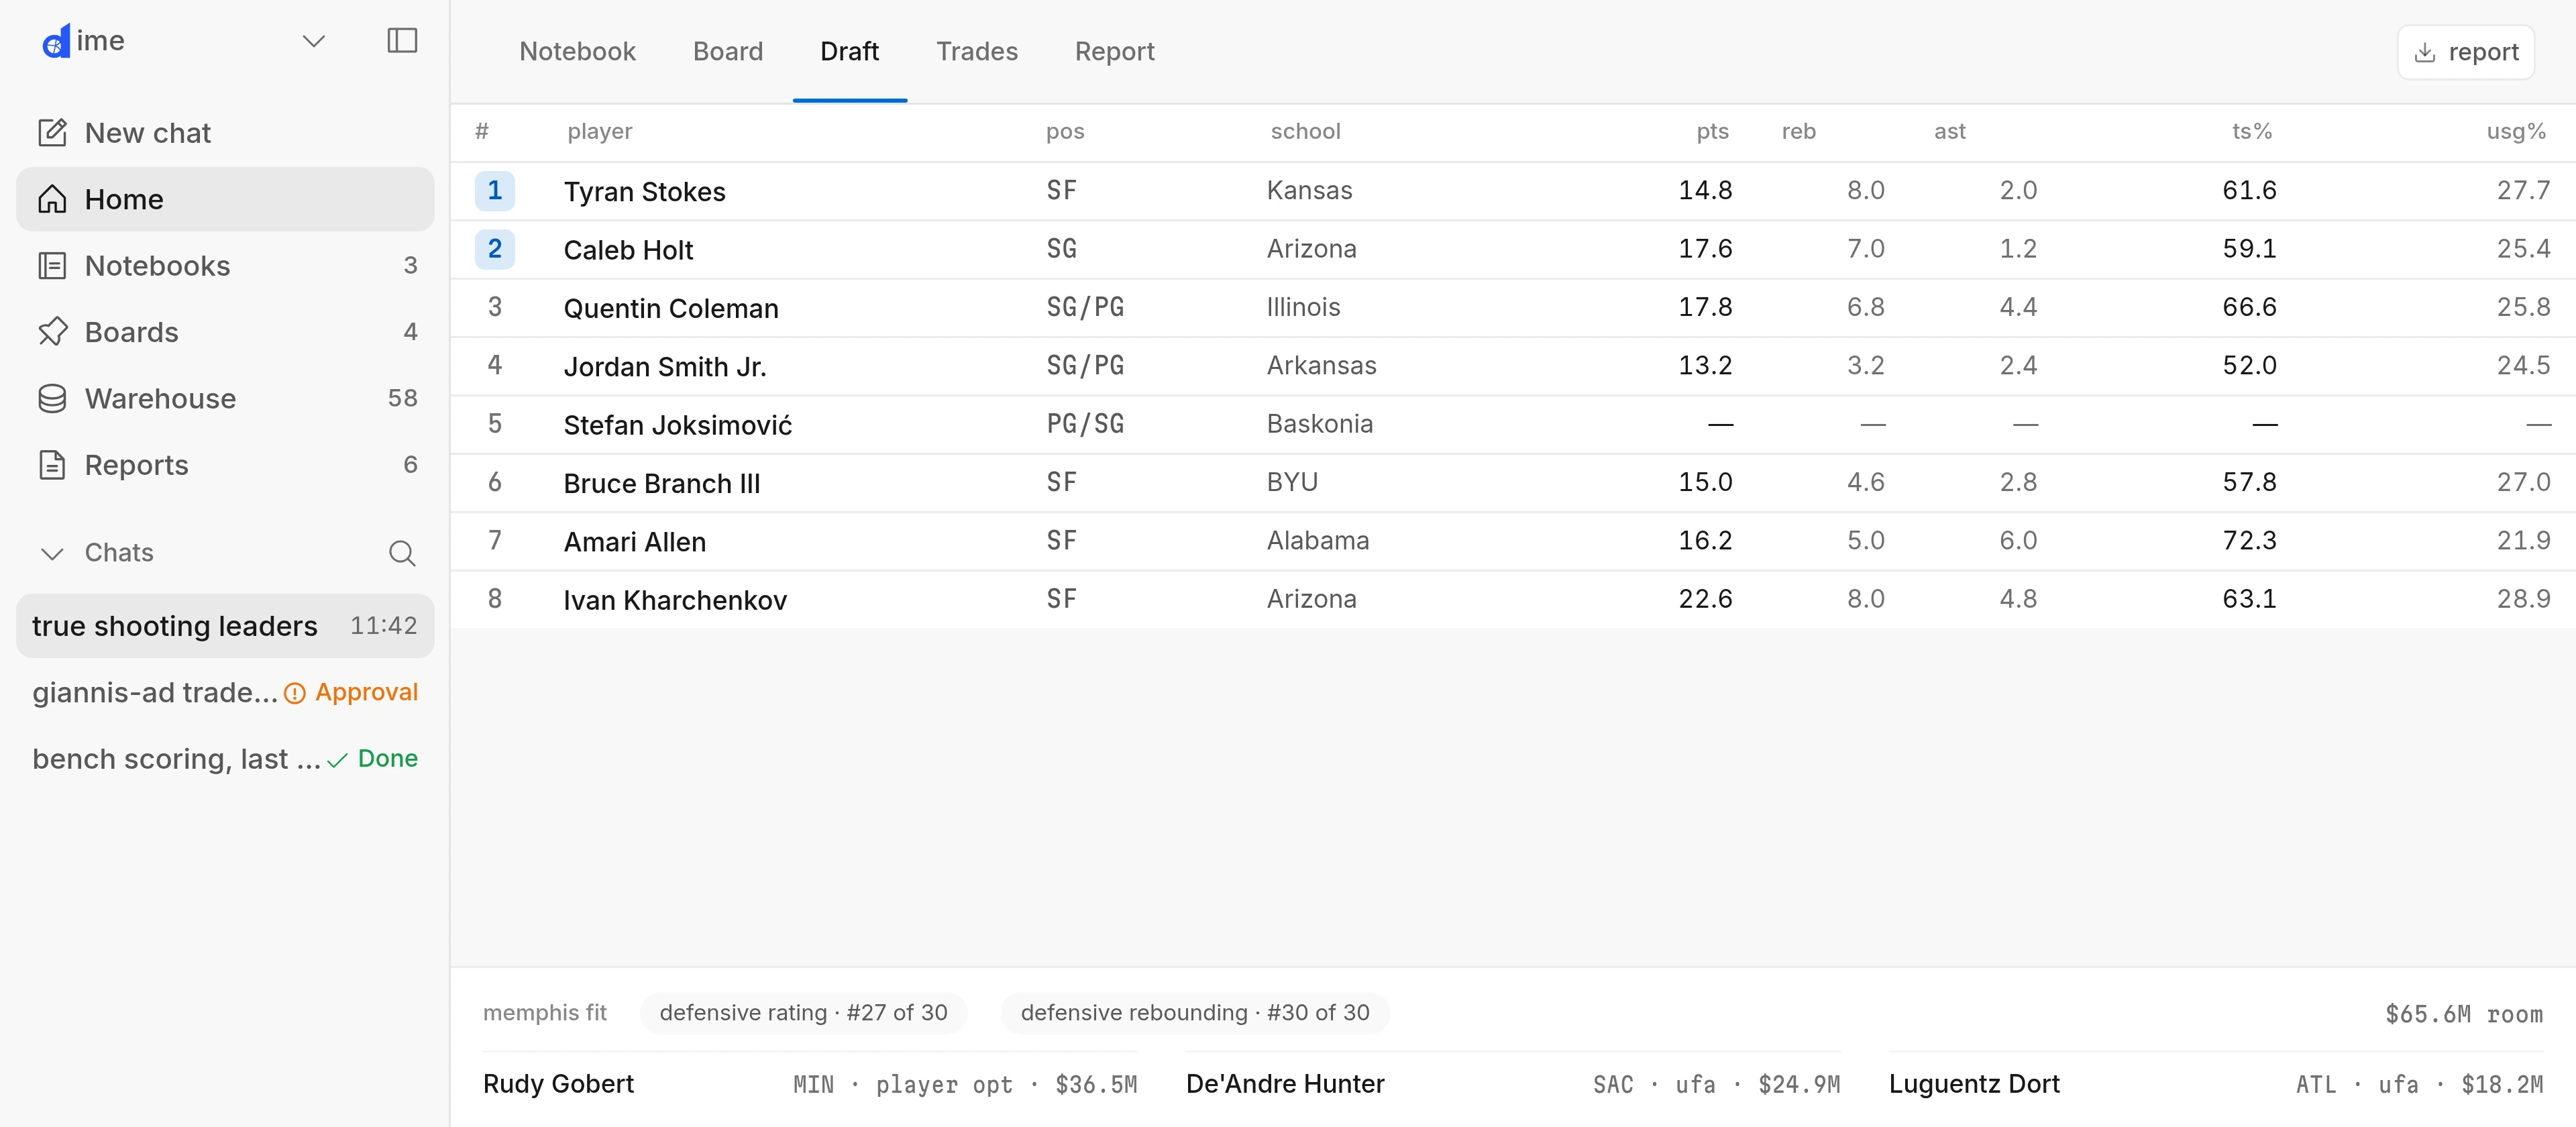 dime
New chat
Home
Notebooks 3
Boards 4
Warehouse 58
Reports 6
Chats
true shooting leaders 11:42
giannis-ad trade... Approval
bench scoring, last ... Done
Notebook Board Draft Trades Report report
# player pos school pts reb ast ts% usg%
1 Tyran Stokes SF Kansas 14.8 8.0 2.0 61.6 27.7
2 Caleb Holt SG Arizona 17.6 7.0 1.2 59.1 25.4
3 Quentin Coleman SG/PG Illinois 17.8 6.8 4.4 66.6 25.8
4 Jordan Smith Jr. SG/PG Arkansas 13.2 3.2 2.4 52.0 24.5
5 Stefan Joksimović PG/SG Baskonia — — — — —
6 Bruce Branch III SF BYU 15.0 4.6 2.8 57.8 27.0
7 Amari Allen SF Alabama 16.2 5.0 6.0 72.3 21.9
8 Ivan Kharchenkov SF Arizona 22.6 8.0 4.8 63.1 28.9
memphis fit defensive rating · #27 of 30 defensive rebounding · #30 of 30 $65.6M room
Rudy Gobert MIN · player opt · $36.5M De'Andre Hunter SAC · ufa · $24.9M Luguentz Dort ATL · ufa · $18.2M